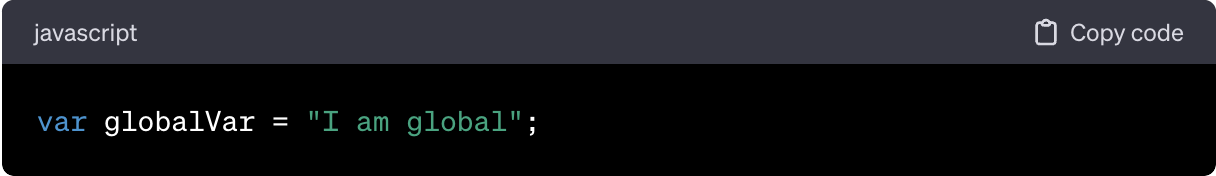 javascript
Copy code
var globalVar = "I am global";